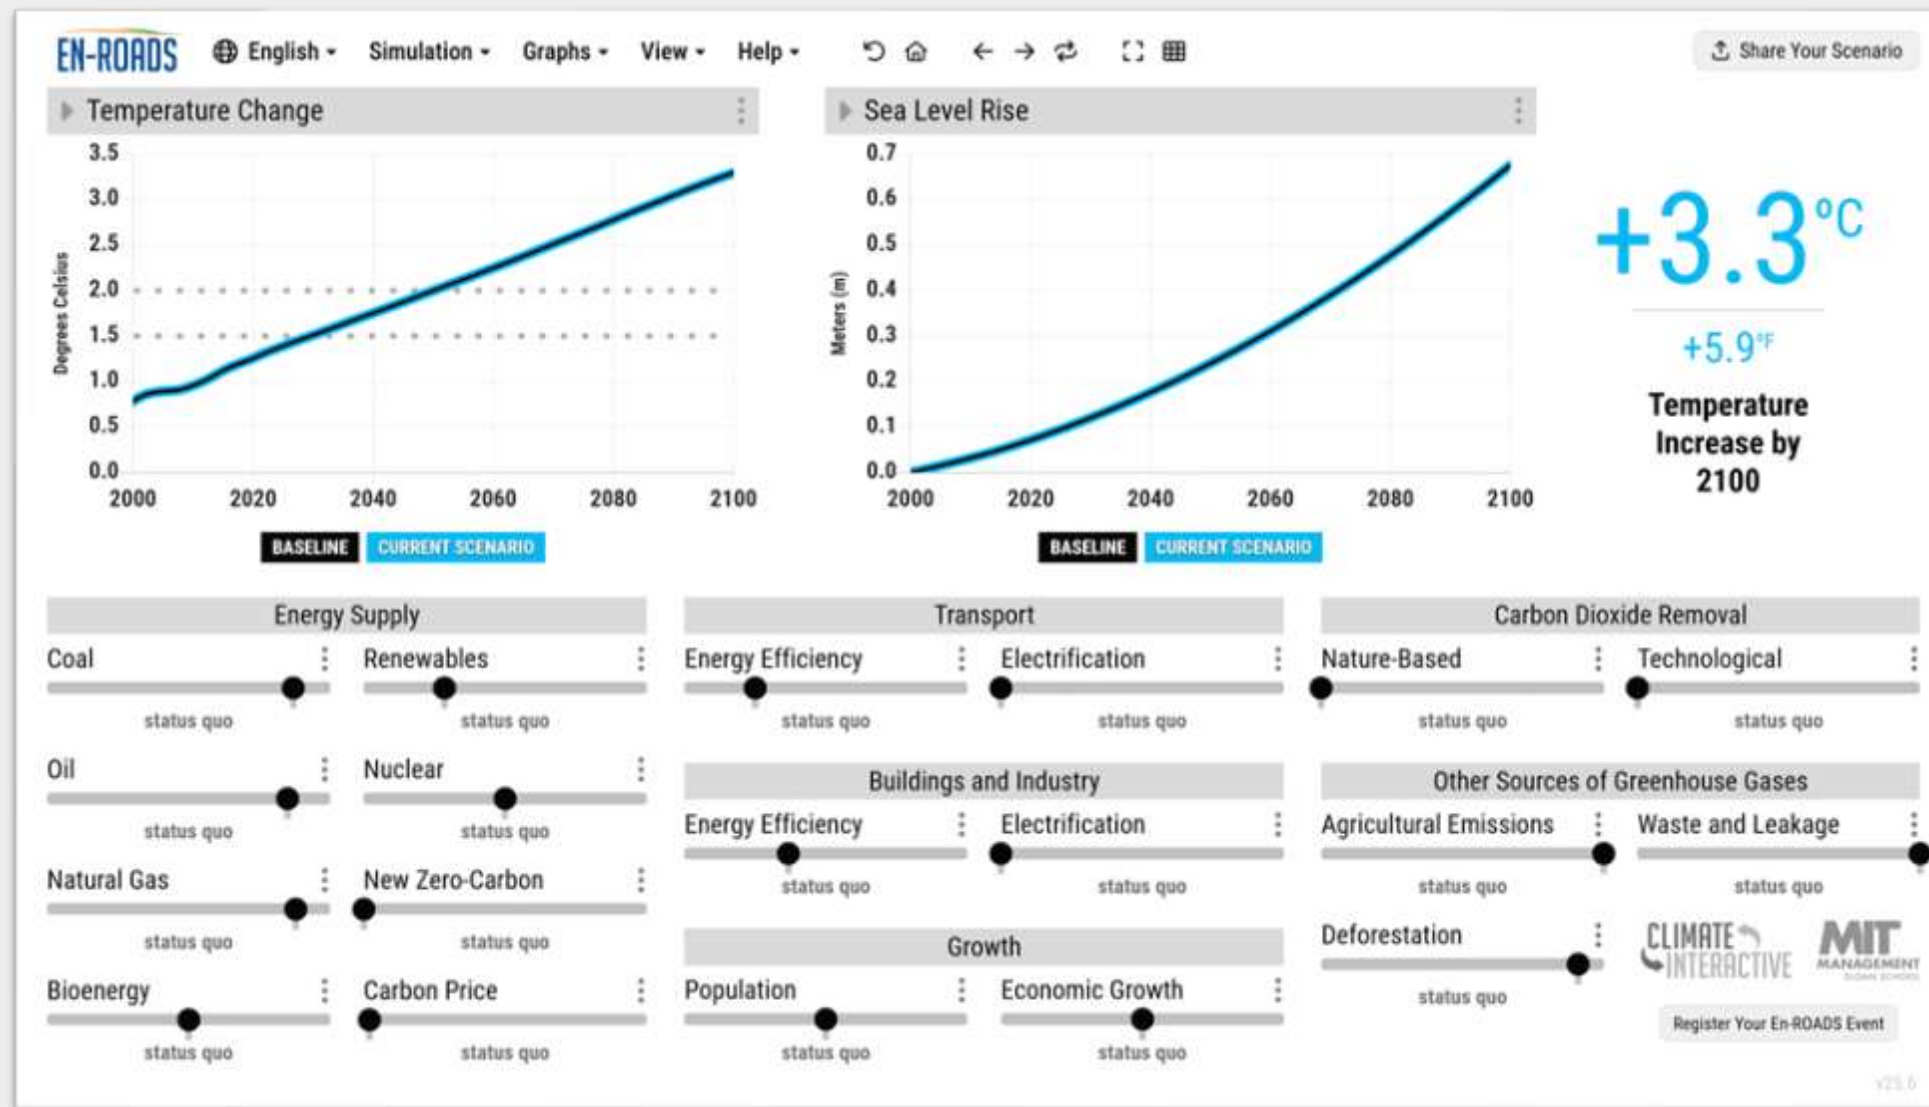 EN-ROADS English Simulation Graphs View Help Share Your Scenario
Temperature Change
3.5
3.0
2.5
2.0
1.5
1.0
0.5
0.0
Degrees Celsius
2000 2020 2040 2060 2080 2100
BASELINE CURRENT SCENARIO
Sea Level Rise
0.7
0.6
0.5
0.4
0.3
0.2
0.1
0.0
Meters (m)
2000 2020 2040 2060 2080 2100
BASELINE CURRENT SCENARIO
+3.3°C
+5.9°F
Temperature
Increase by
2100
Energy Supply
Coal Renewables
status quo status quo
Oil Nuclear
status quo status quo
Natural Gas New Zero-Carbon
status quo status quo
Bioenergy Carbon Price
status quo status quo
Transport
Energy Efficiency Electrification
status quo status quo
Buildings and Industry
Energy Efficiency Electrification
status quo status quo
Growth
Population Economic Growth
status quo status quo
Carbon Dioxide Removal
Nature-Based Technological
status quo status quo
Other Sources of Greenhouse Gases
Agricultural Emissions Waste and Leakage
status quo status quo
Deforestation
status quo
CLIMATE
INTERACTIVE
MIT
MANAGEMENT
SLOAN SCHOOL
Register Your En-ROADS Event
v25.6